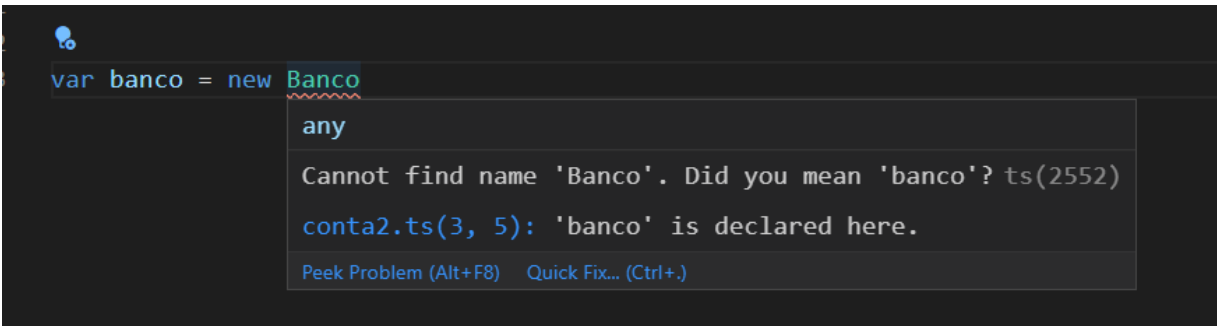 2
3 var banco = new Banco
any
Cannot find name 'Banco'. Did you mean 'banco'? ts(2552)
conta2.ts(3, 5): 'banco' is declared here.
Peek Problem (Alt+F8) Quick Fix... (Ctrl+.)